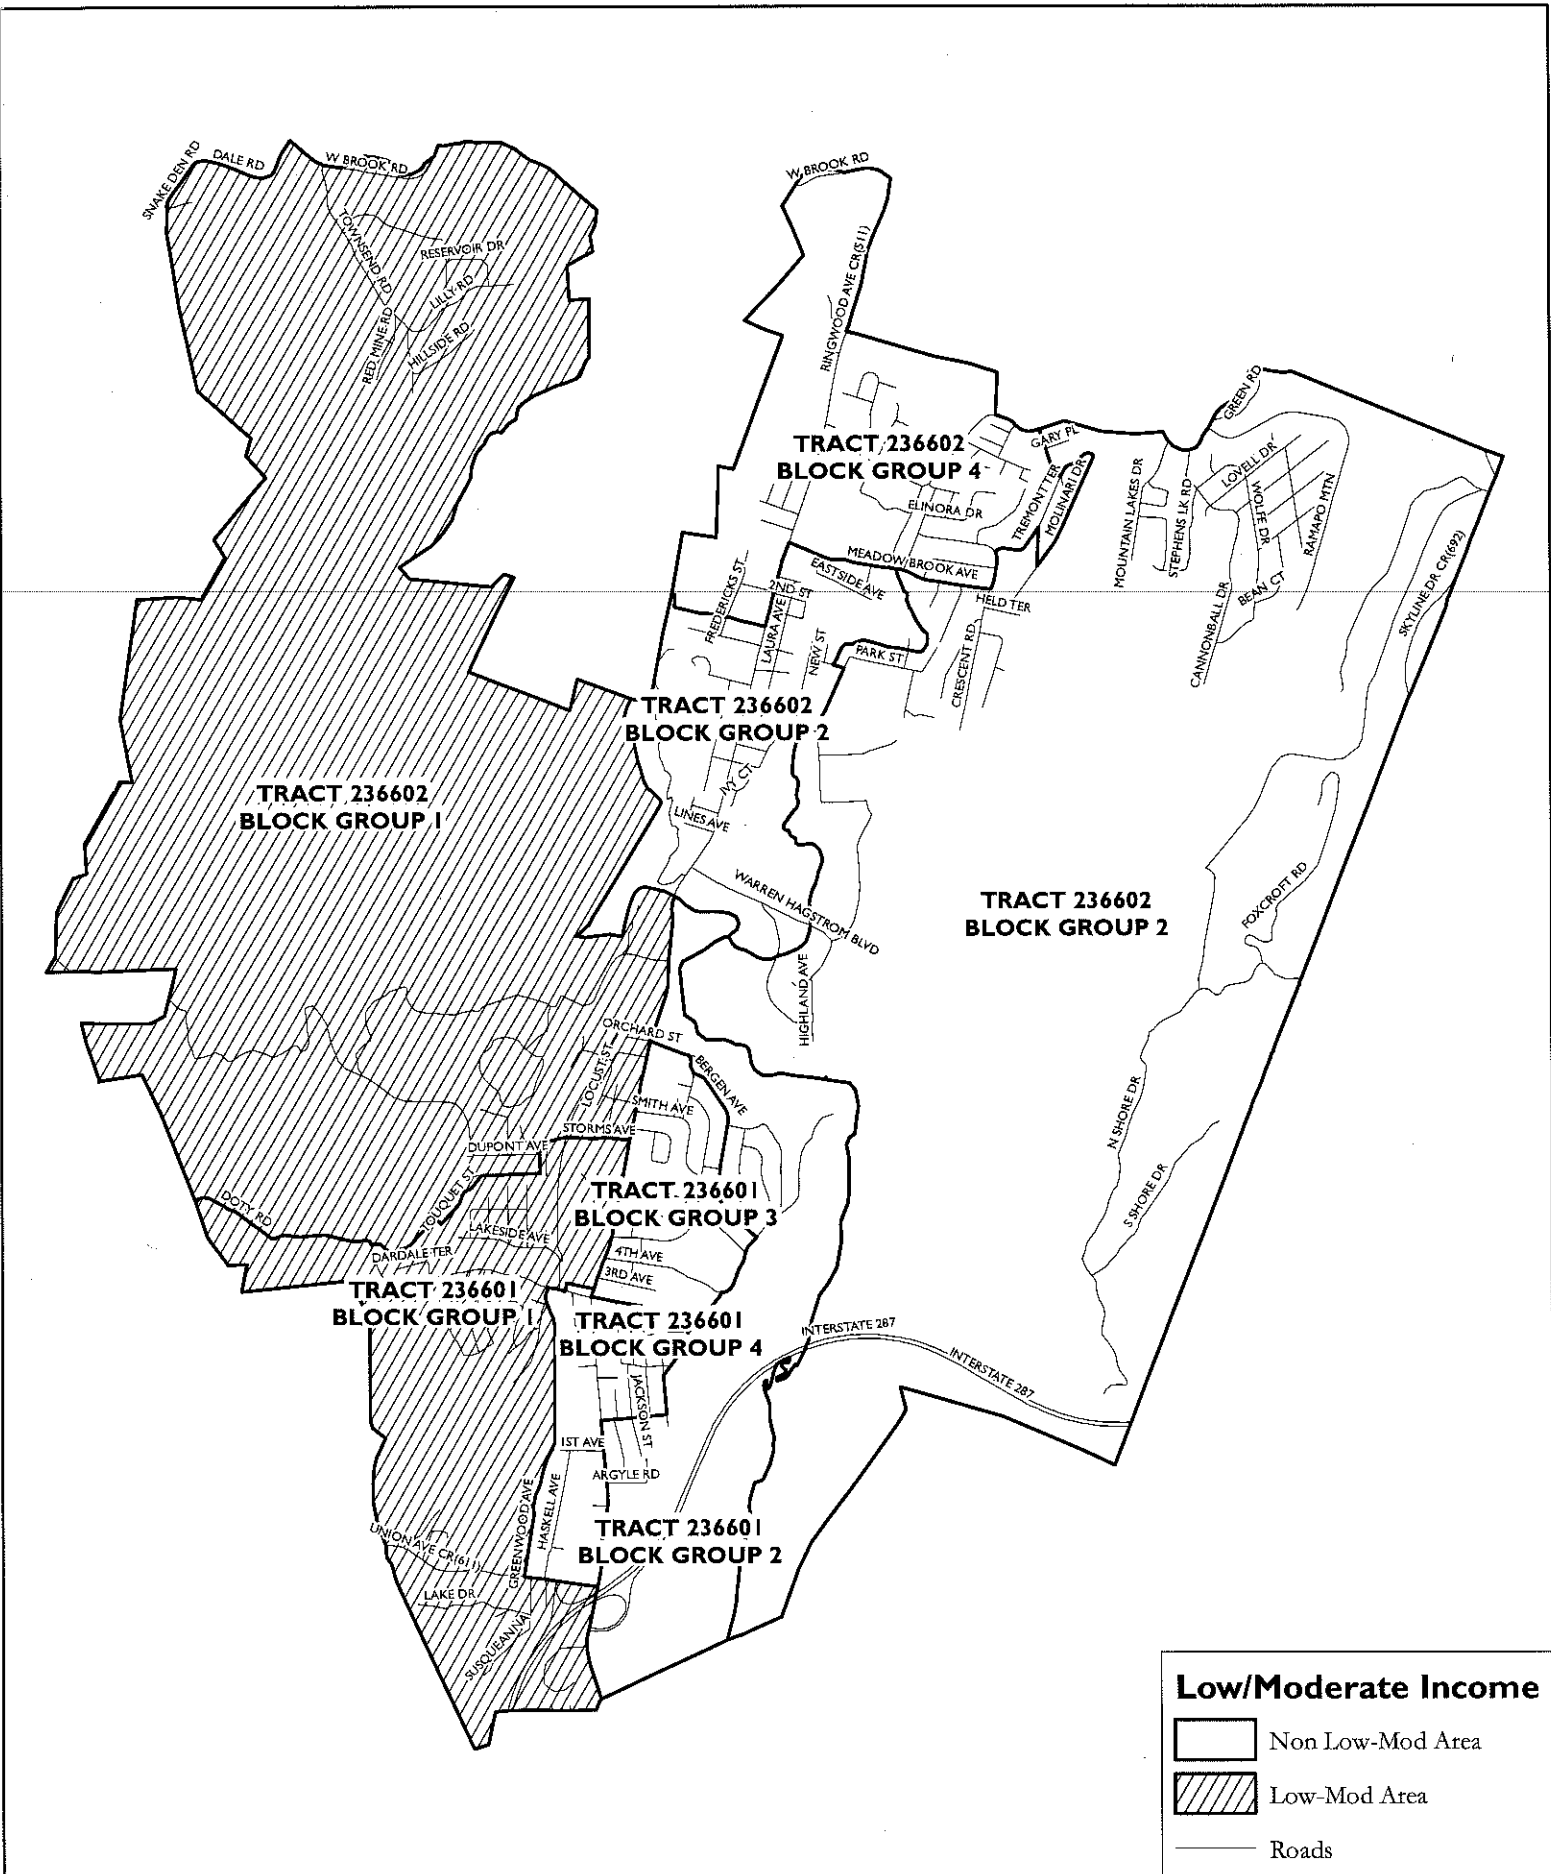 SNAKE DEN RD
DALE RD
W BROOK RD
W BROOK RD
TOWNSEND RD
RESERVOIR DR
LILLY RD
RED MINE RD
HILLSIDE RD
RINGWOOD AVE CR(511)
GREEN RD
GARY PL
TRACT 236602
BLOCK GROUP 4
ELINORA DR
TREMONT TER
MOLINARI DR
MOUNTAIN LAKES DR
STEPHENS LK RD
LOVELL DR
WOLFE DR
RAMAPO MTN
SKYLINE DR CR(692)
MEADOW BROOK AVE
EASTSIDE AVE
FREDERICKS ST
2ND ST
HELD TER
BEAN CT
CANNONBALL DR
LAURA AVE
NEW ST
PARK ST
CRESCENT RD
TRACT 236602
BLOCK GROUP 2
IVY CT
LINES AVE
TRACT 236602
BLOCK GROUP 1
WARREN HAGSTROM BLVD
TRACT 236602
BLOCK GROUP 2
FOXCROFT RD
HIGHLAND AVE
ORCHARD ST
LOCUST ST
BERGEN AVE
SMITH AVE
STORMS AVE
DUPONT AVE
N SHORE DR
S SHORE DR
TOUQUET ST
DOTY RD
TRACT 236601
BLOCK GROUP 3
LAKESIDE AVE
DARDALE TER
4TH AVE
3RD AVE
TRACT 236601
BLOCK GROUP 1
TRACT 236601
BLOCK GROUP 4
INTERSTATE 287
INTERSTATE 287
JACKSON ST
1ST AVE
ARGYLE RD
HASKELL AVE
GREENWOOD AVE
TRACT 236601
BLOCK GROUP 2
UNION AVE CR(611)
LAKE DR
SUSQUEANNA
Low/Moderate Income
Non Low-Mod Area
Low-Mod Area
Roads